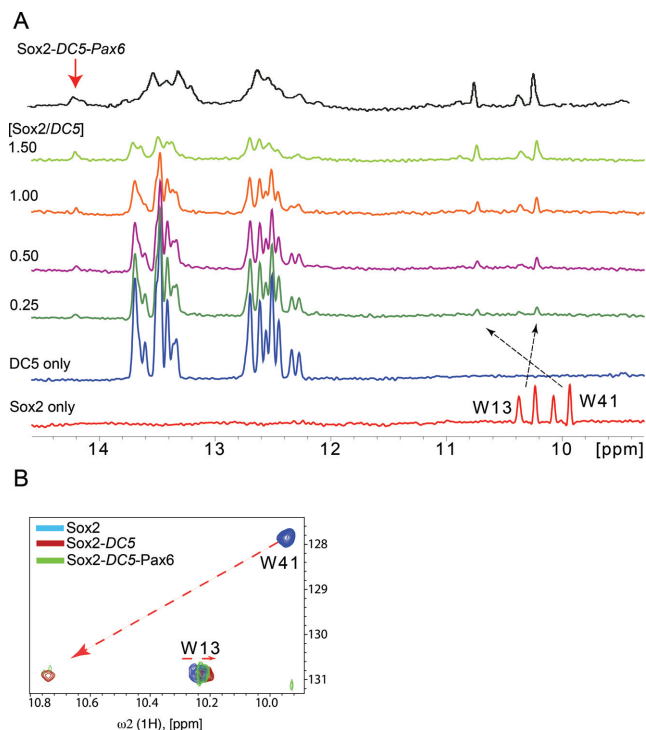 A
Sox2-DC5-Pax6
[Sox2/DC5]
1.50
1.00
0.50
0.25
DC5 only
Sox2 only
W13
W41
14 13 12 11 10 [ppm]
B
Sox2
Sox2-DC5
Sox2-DC5-Pax6
W41
W13
128
129
130
131
10.8 10.6 10.4 10.2 10.0
ω2 (1H), [ppm]